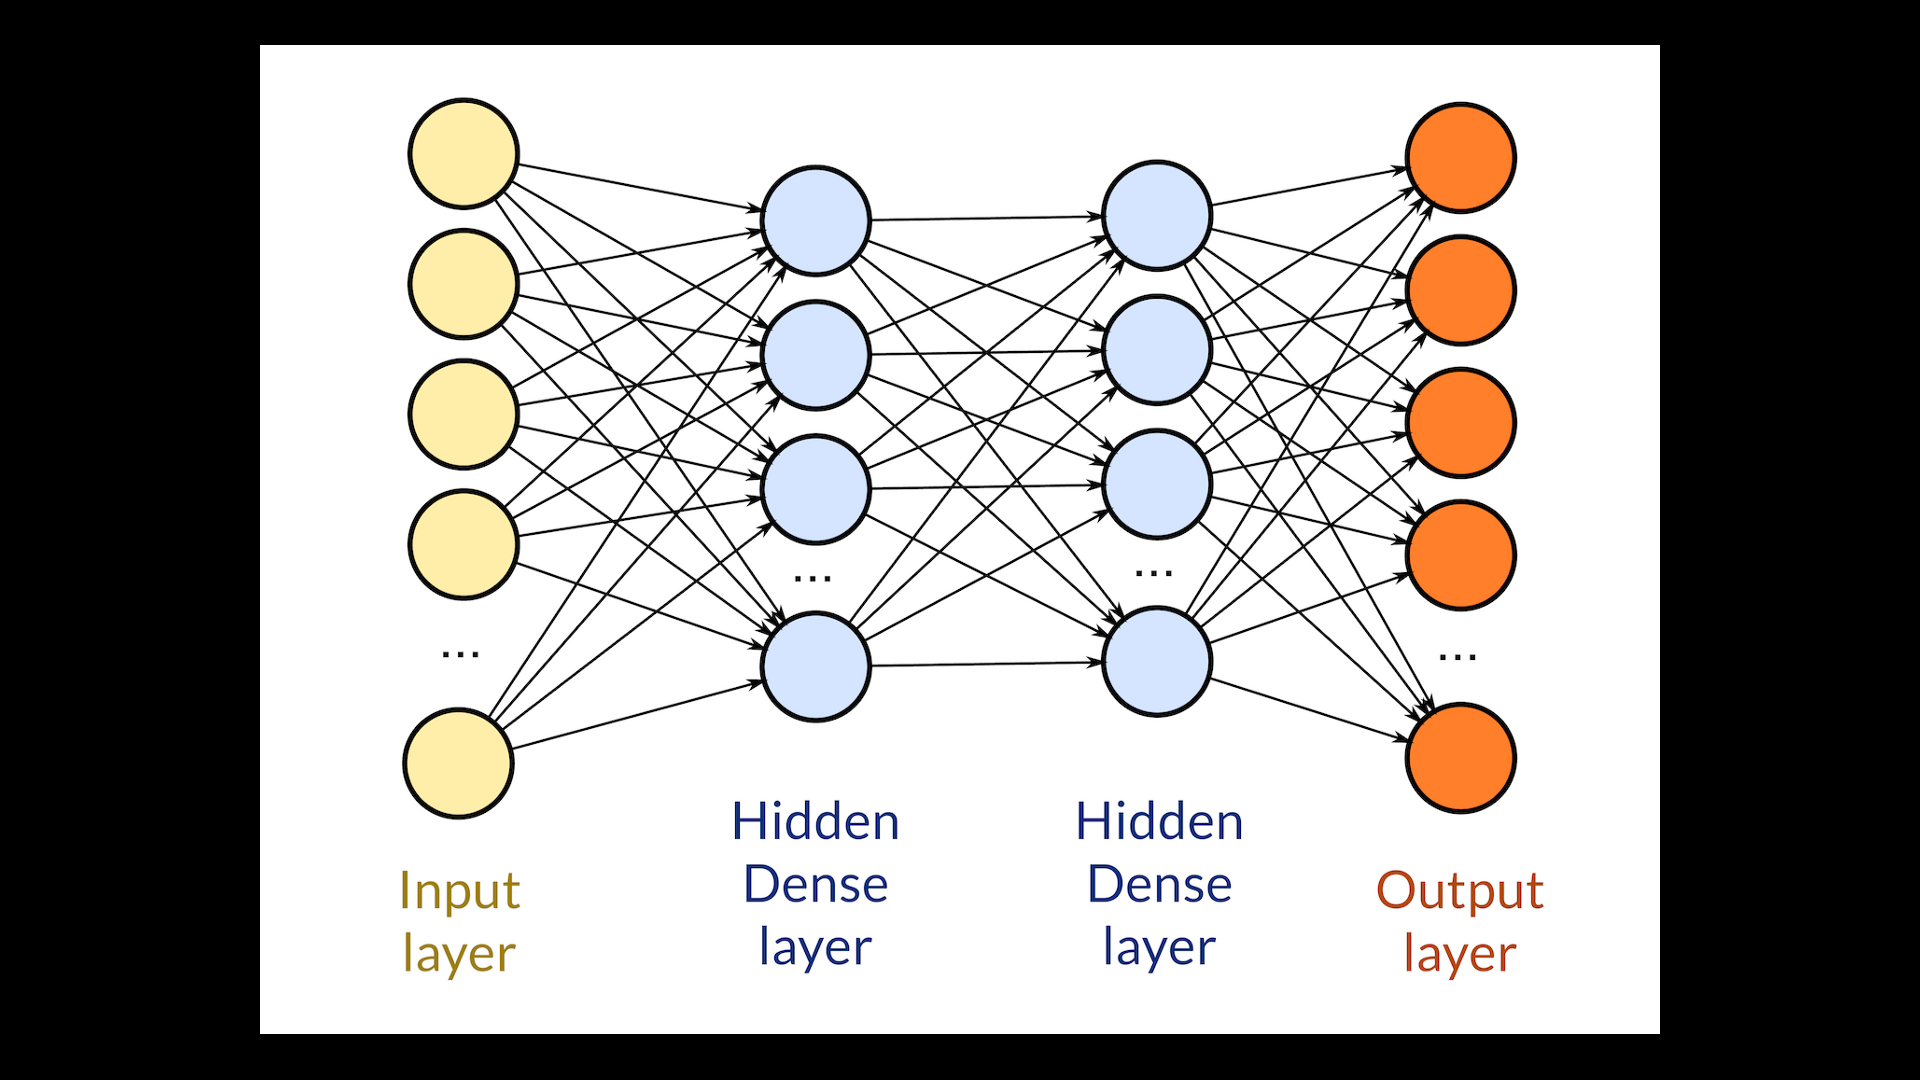 ...
...
...
...
Hidden
Dense
layer
Hidden
Dense
layer
Input
layer
Output
layer